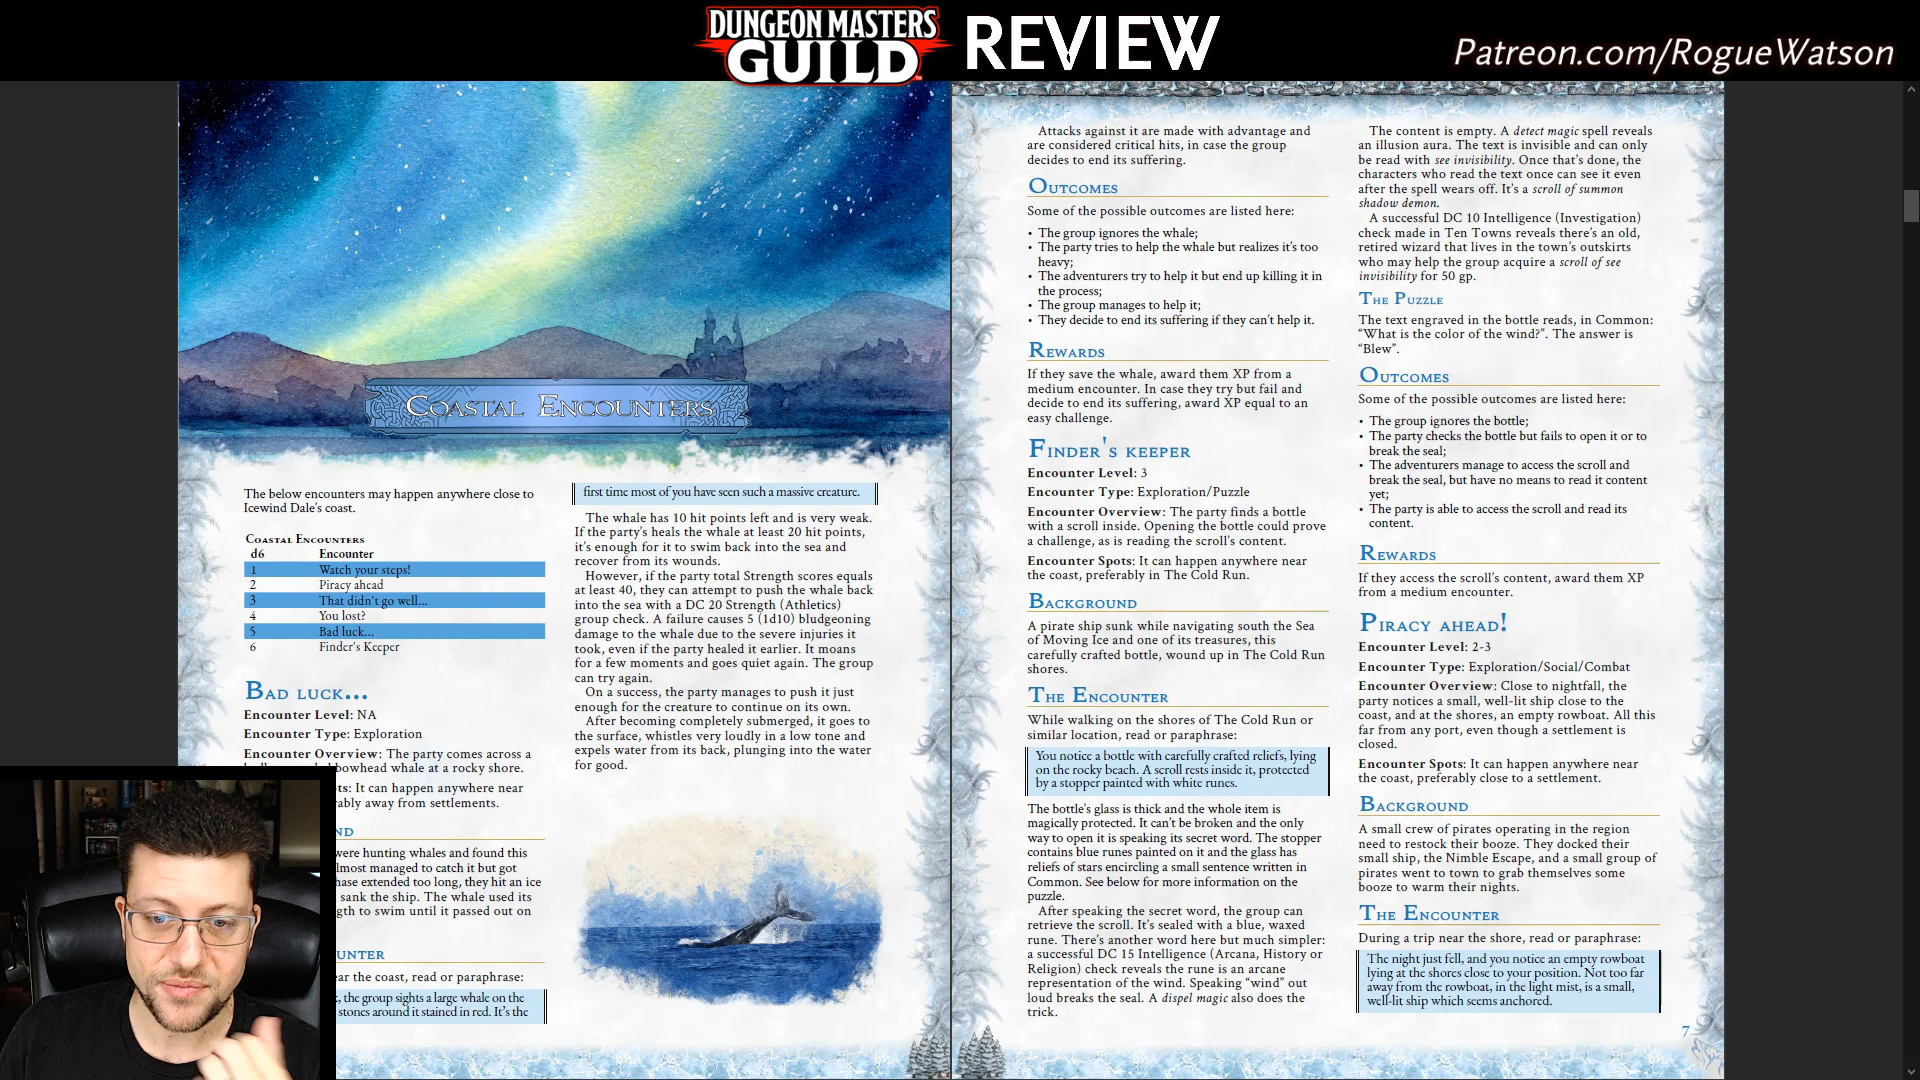 DUNGEON MASTERS
GUILD
REVIEW
Patreon.com/RogueWatson
Coastal Encounters
The below encounters may happen anywhere close to
Icewind Dale's coast.
Coastal Encounters
d6 Encounter
1 Watch your steps!
2 Piracy ahead
3 That didn't go well...
4 You lost?
5 Bad luck...
6 Finder's Keeper
Bad luck...
Encounter Level: NA
Encounter Type: Exploration
Encounter Overview: The party comes across a
bowhead whale at a rocky shore.
ts: It can happen anywhere near
ably away from settlements.
ND
were hunting whales and found this
lmost managed to catch it but got
hase extended too long, they hit an ice
sank the ship. The whale used its
gth to swim until it passed out on
UNTER
ear the coast, read or paraphrase:
, the group sights a large whale on the
stones around it stained in red. It's the
first time most of you have seen such a massive creature.
The whale has 10 hit points left and is very weak.
If the party's heals the whale at least 20 hit points,
it's enough for it to swim back into the sea and
recover from its wounds.
However, if the party total Strength scores equals
at least 40, they can attempt to push the whale back
into the sea with a DC 20 Strength (Athletics)
group check. A failure causes 5 (1d10) bludgeoning
damage to the whale due to the severe injuries it
took, even if the party healed it earlier. It moans
for a few moments and goes quiet again. The group
can try again.
On a success, the party manages to push it just
enough for the creature to continue on its own.
After becoming completely submerged, it goes to
the surface, whistles very loudly in a low tone and
expels water from its back, plunging into the water
for good.
Attacks against it are made with advantage and
are considered critical hits, in case the group
decides to end its suffering.
Outcomes
Some of the possible outcomes are listed here:
• The group ignores the whale;
• The party tries to help the whale but realizes it's too
heavy;
• The adventurers try to help it but end up killing it in
the process;
• The group manages to help it;
• They decide to end its suffering if they can't help it.
Rewards
If they save the whale, award them XP from a
medium encounter. In case they try but fail and
decide to end its suffering, award XP equal to an
easy challenge.
Finder's keeper
Encounter Level: 3
Encounter Type: Exploration/Puzzle
Encounter Overview: The party finds a bottle
with a scroll inside. Opening the bottle could prove
a challenge, as is reading the scroll's content.
Encounter Spots: It can happen anywhere near
the coast, preferably in The Cold Run.
Background
A pirate ship sunk while navigating south the Sea
of Moving Ice and one of its treasures, this
carefully crafted bottle, wound up in The Cold Run
shores.
The Encounter
While walking on the shores of The Cold Run or
similar location, read or paraphrase:
You notice a bottle with carefully crafted reliefs, lying
on the rocky beach. A scroll rests inside it, protected
by a stopper painted with white runes.
The bottle's glass is thick and the whole item is
magically protected. It can't be broken and the only
way to open it is speaking its secret word. The stopper
contains blue runes painted on it and the glass has
reliefs of stars encircling a small sentence written in
Common. See below for more information on the
puzzle.
After speaking the secret word, the group can
retrieve the scroll. It's sealed with a blue, waxed
rune. There's another word here but much simpler:
a successful DC 15 Intelligence (Arcana, History or
Religion) check reveals the rune is an arcane
representation of the wind. Speaking "wind" out
loud breaks the seal. A dispel magic also does the
trick.
The content is empty. A detect magic spell reveals
an illusion aura. The text is invisible and can only
be read with see invisibility. Once that's done, the
characters who read the text once can see it even
after the spell wears off. It's a scroll of summon
shadow demon.
A successful DC 10 Intelligence (Investigation)
check made in Ten Towns reveals there's an old,
retired wizard that lives in the town's outskirts
who may help the group acquire a scroll of see
invisibility for 50 gp.
The Puzzle
The text engraved in the bottle reads, in Common:
"What is the color of the wind?". The answer is
"Blew".
Outcomes
Some of the possible outcomes are listed here:
• The group ignores the bottle;
• The party checks the bottle but fails to open it or to
break the seal;
• The adventurers manage to access the scroll and
break the seal, but have no means to read it content
yet;
• The party is able to access the scroll and read its
content.
Rewards
If they access the scroll's content, award them XP
from a medium encounter.
Piracy ahead!
Encounter Level: 2-3
Encounter Type: Exploration/Social/Combat
Encounter Overview: Close to nightfall, the
party notices a small, well-lit ship close to the
coast, and at the shores, an empty rowboat. All this
far from any port, even though a settlement is
closed.
Encounter Spots: It can happen anywhere near
the coast, preferably close to a settlement.
Background
A small crew of pirates operating in the region
need to restock their booze. They docked their
small ship, the Nimble Escape, and a small group of
pirates went to town to grab themselves some
booze to warm their nights.
The Encounter
During a trip near the shore, read or paraphrase:
The night just fell, and you notice an empty rowboat
lying at the shores close to your position. Not too far
away from the rowboat, in the light mist, is a small,
well-lit ship which seems anchored.
7